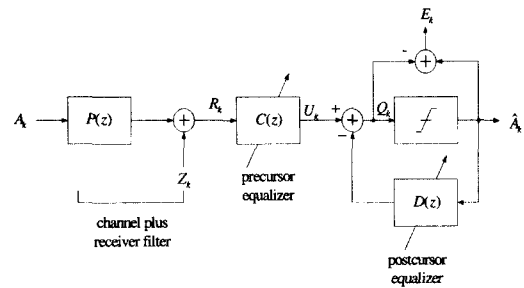 E_k
-
+
A_k
P(z)
+
R_k
C(z)
U_k
+
+
−
Q_k
Â_k
Z_k
precursor
equalizer
D(z)
channel plus
receiver filter
postcursor
equalizer